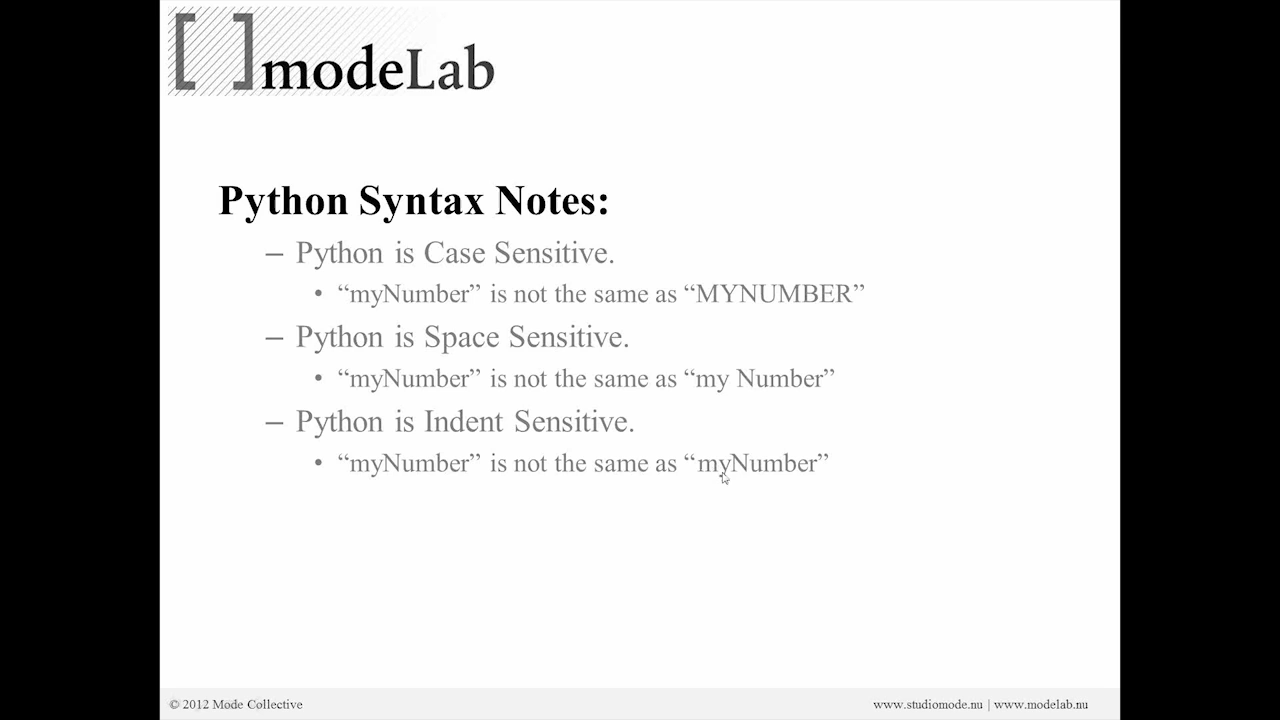 [ ] modeLab
Python Syntax Notes:
– Python is Case Sensitive.
• “myNumber” is not the same as “MYNUMBER”
– Python is Space Sensitive.
• “myNumber” is not the same as “my Number”
– Python is Indent Sensitive.
• “myNumber” is not the same as “myNumber”
© 2012 Mode Collective
www.studiomode.nu | www.modelab.nu